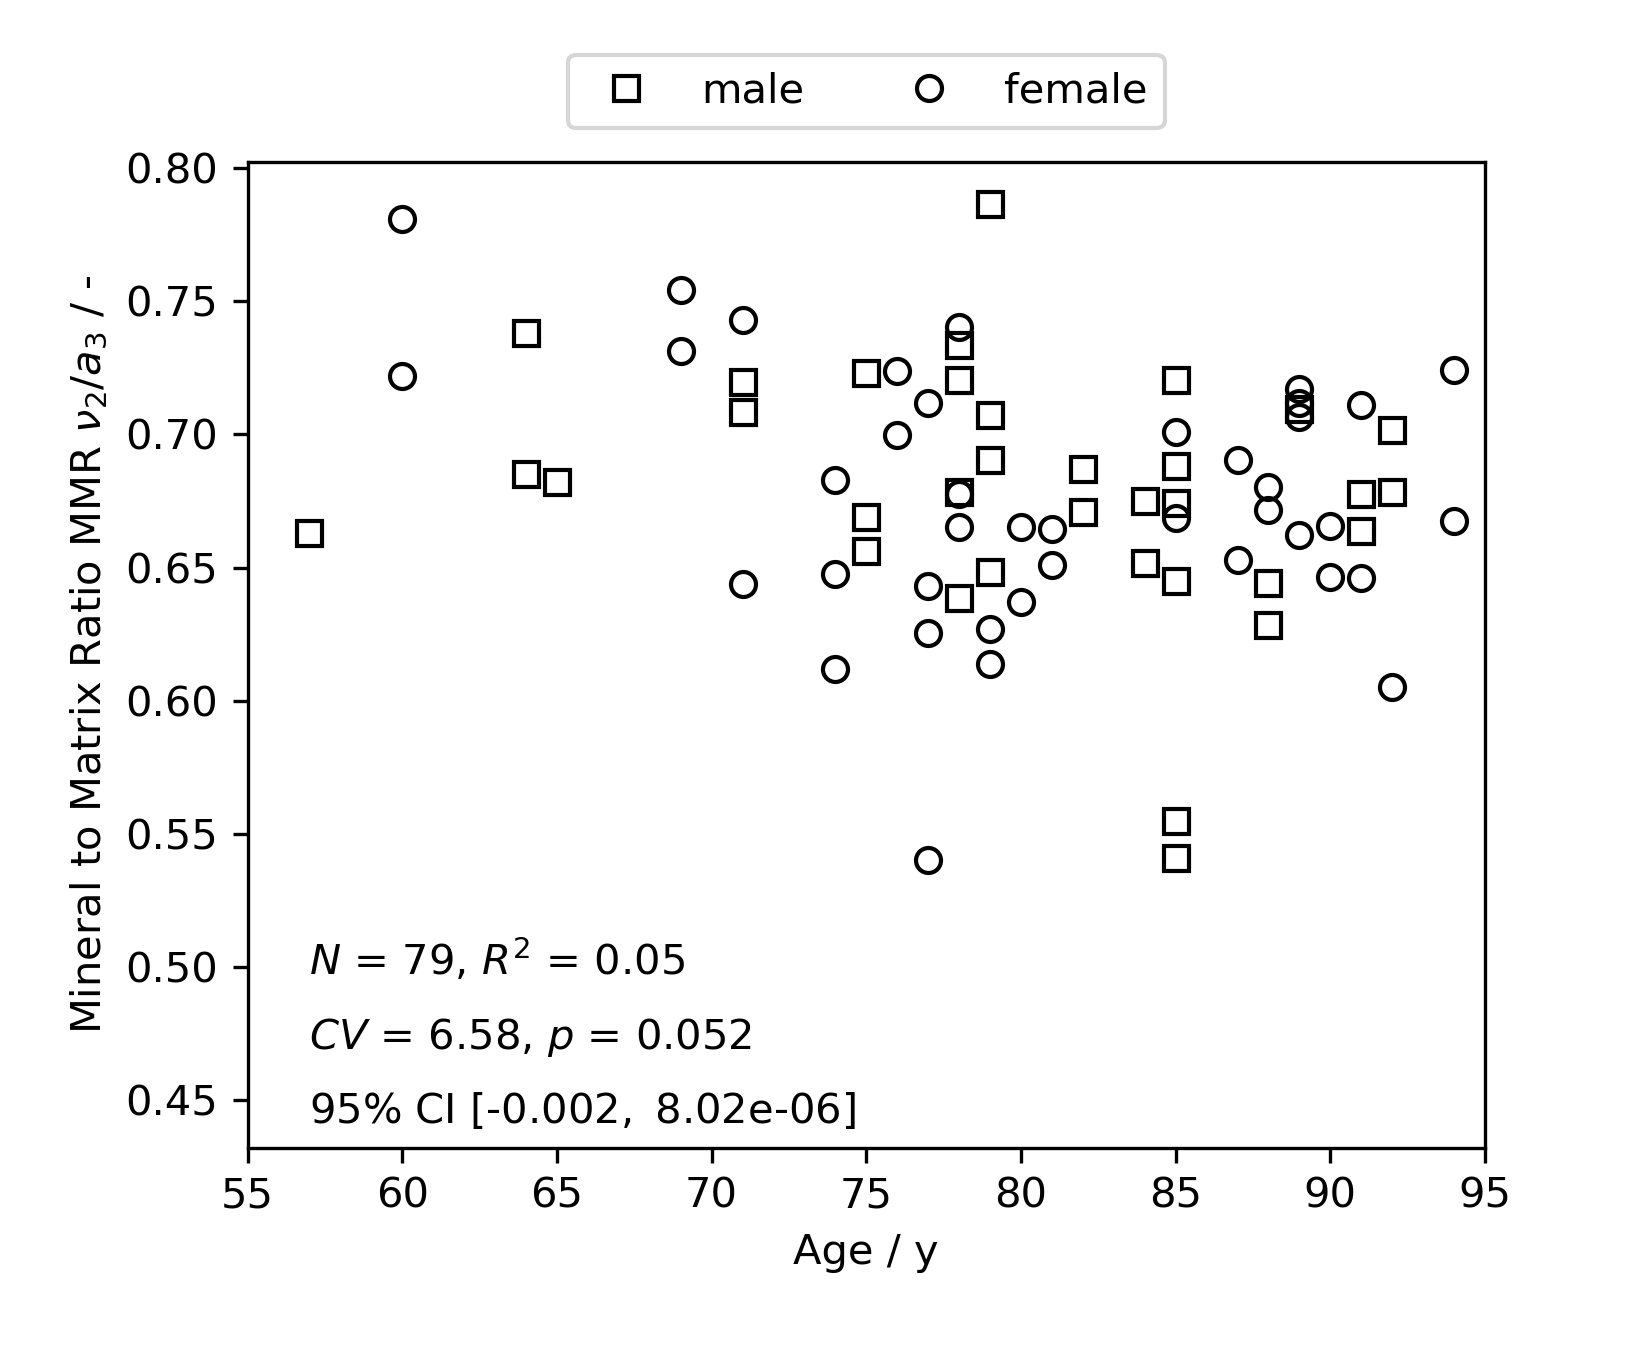 male female
0.80
0.75
0.70
0.65
0.60
0.55
0.50
0.45
Mineral to Matrix Ratio MMR ν₂/a₃ / -
N = 79, R² = 0.05
CV = 6.58, p = 0.052
95% CI [-0.002, 8.02e-06]
55 60 65 70 75 80 85 90 95
Age / y